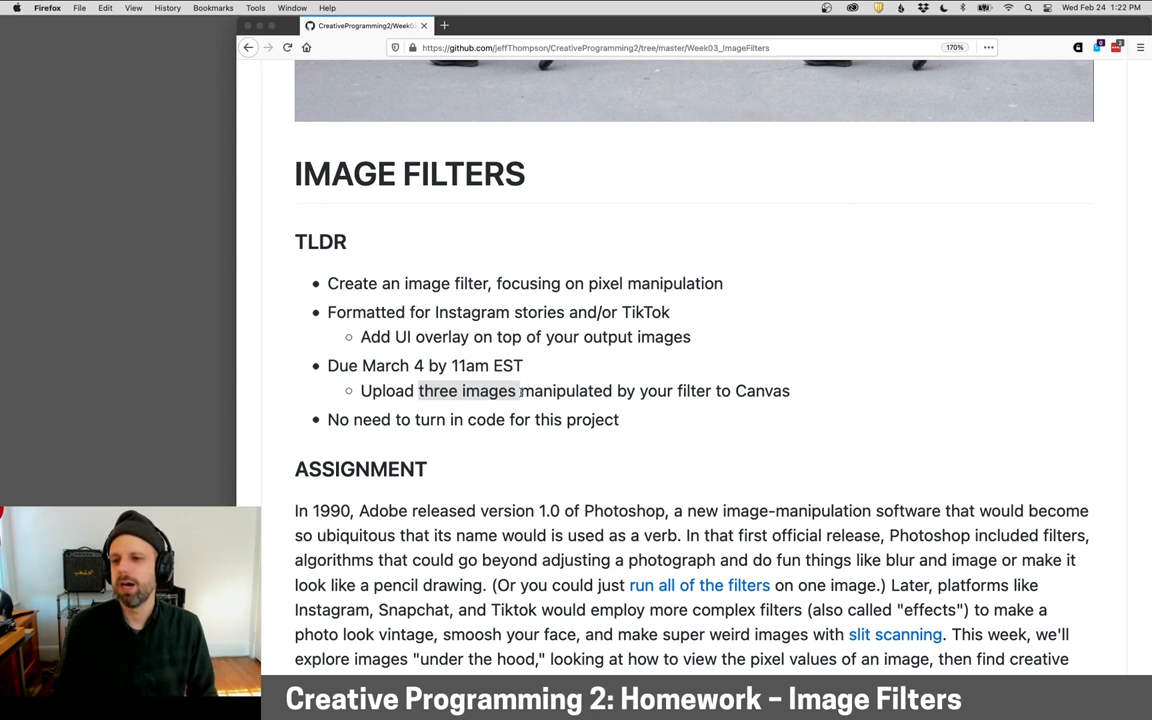 Firefox File Edit View History Bookmarks Tools Window Help Wed Feb 24 1:22 PM
CreativeProgramming2/Week03
https://github.com/jeffThompson/CreativeProgramming2/tree/master/Week03_ImageFilters 170%
IMAGE FILTERS
TLDR
• Create an image filter, focusing on pixel manipulation
• Formatted for Instagram stories and/or TikTok
◦ Add UI overlay on top of your output images
• Due March 4 by 11am EST
◦ Upload three images manipulated by your filter to Canvas
• No need to turn in code for this project
ASSIGNMENT
In 1990, Adobe released version 1.0 of Photoshop, a new image-manipulation software that would become
so ubiquitous that its name would is used as a verb. In that first official release, Photoshop included filters,
algorithms that could go beyond adjusting a photograph and do fun things like blur and image or make it
look like a pencil drawing. (Or you could just run all of the filters on one image.) Later, platforms like
Instagram, Snapchat, and Tiktok would employ more complex filters (also called "effects") to make a
photo look vintage, smoosh your face, and make super weird images with slit scanning. This week, we'll
explore images "under the hood," looking at how to view the pixel values of an image, then find creative
Creative Programming 2: Homework – Image Filters